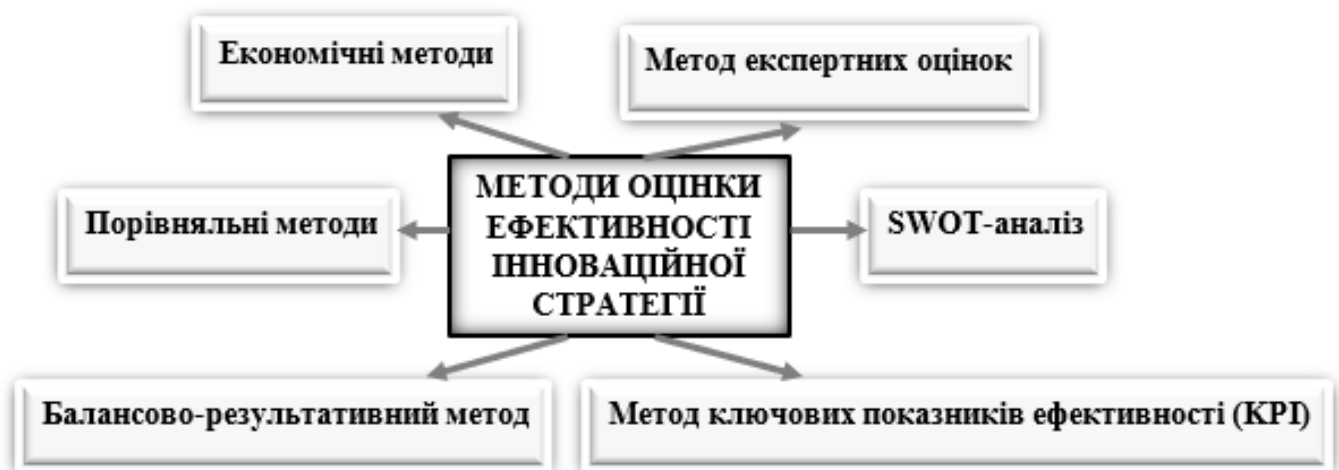 Економічні методи
Метод експертних оцінок
МЕТОДИ ОЦІНКИ
ЕФЕКТИВНОСТІ
ІННОВАЦІЙНОЇ
СТРАТЕГІЇ
Порівняльні методи
SWOT-аналіз
Балансово-результативний метод
Метод ключових показників ефективності (KPI)